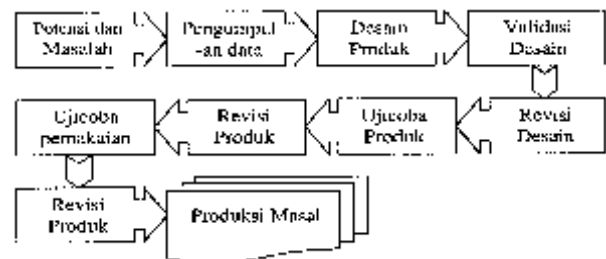 Potensi dan
Masalah
Pengumpul
-an data
Desain
Produk
Validasi
Desain
Revisi
Desain
Ujicoba
Produk
Revisi
Produk
Ujicoba
pemakaian
Revisi
Produk
Produksi Masal